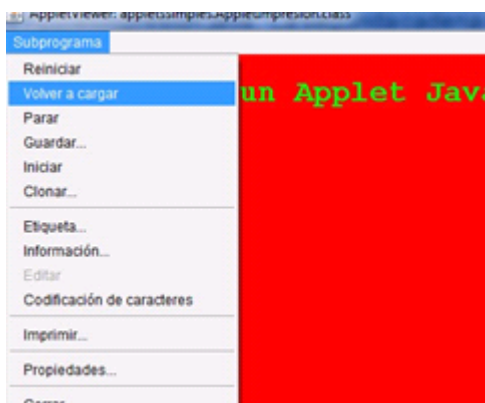 AppletViewer: appletssimples.AppletImpresion.class
Subprograma
Reiniciar
Volver a cargar
un Applet Java
Parar
Guardar...
Iniciar
Clonar...
Etiqueta...
Información...
Editar
Codificación de caracteres
Imprimir...
Propiedades...
Cerrar